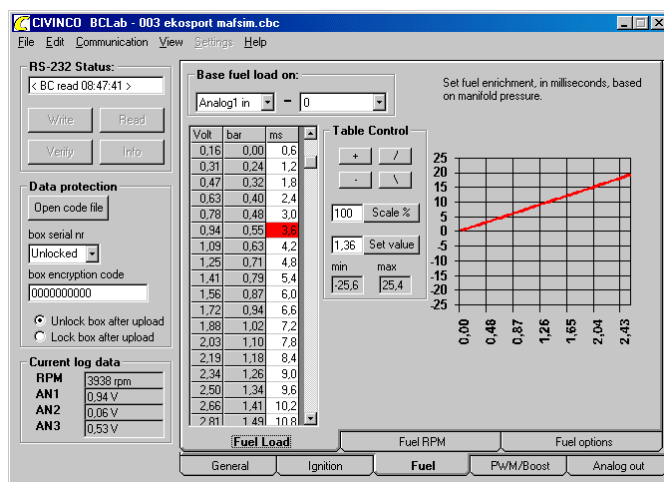 CIVINCO BCLab - 003 ekosport mafsim.cbc
File Edit Communication View Settings Help
RS-232 Status:
< BC read 08:47:41 >
Write Read
Verify Info
Data protection
Open code file
box serial nr
Unlocked
box encryption code
0000000000
Unlock box after upload
Lock box after upload
Current log data
RPM 3938 rpm
AN1 0,94 V
AN2 0,06 V
AN3 0,53 V
Base fuel load on:
Analog1 in - 0
Set fuel enrichment, in milliseconds, based
on manifold pressure.
Volt bar ms
0,16 0,00 0,6
0,31 0,24 1,2
0,47 0,32 1,8
0,63 0,40 2,4
0,78 0,48 3,0
0,94 0,55 3,6
1,09 0,63 4,2
1,25 0,71 4,8
1,41 0,79 5,4
1,56 0,87 6,0
1,72 0,94 6,6
1,88 1,02 7,2
2,03 1,10 7,8
2,19 1,18 8,4
2,34 1,26 9,0
2,50 1,34 9,6
2,66 1,41 10,2
2,81 1,49 10,8
Table Control
+ /
- \
100 Scale %
1,36 Set value
min max
-25,6 25,4
25
20
15
10
5
0
-5
-10
-15
-20
-25
0,00 0,48 0,87 1,26 1,65 2,04 2,43
Fuel Load Fuel RPM Fuel options
General Ignition Fuel PWM/Boost Analog out